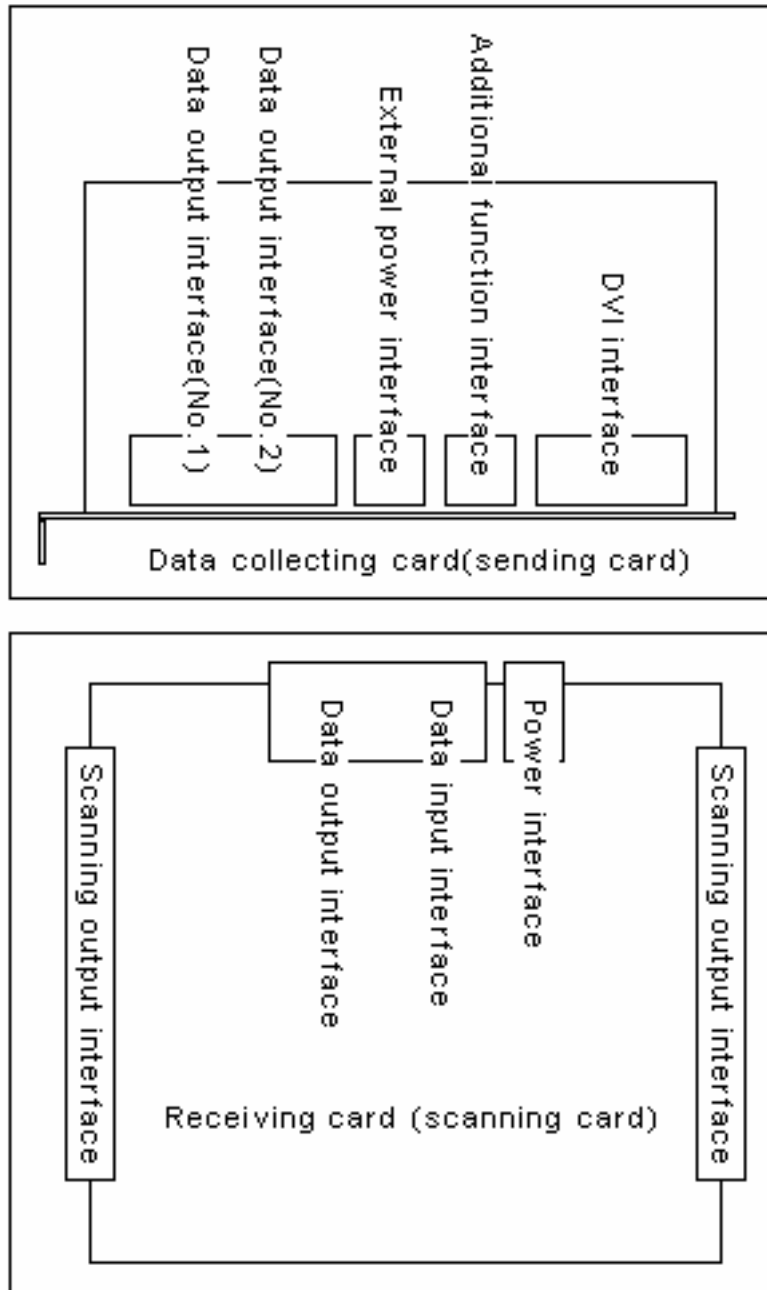 Data output interface(No.1)
Data output interface(No.2)
External power interface
Additional function interface
DVI interface
Data collecting card(sending card)
Scanning output interface
Data output interface
Data input interface
Power interface
Scanning output interface
Receiving card (scanning card)